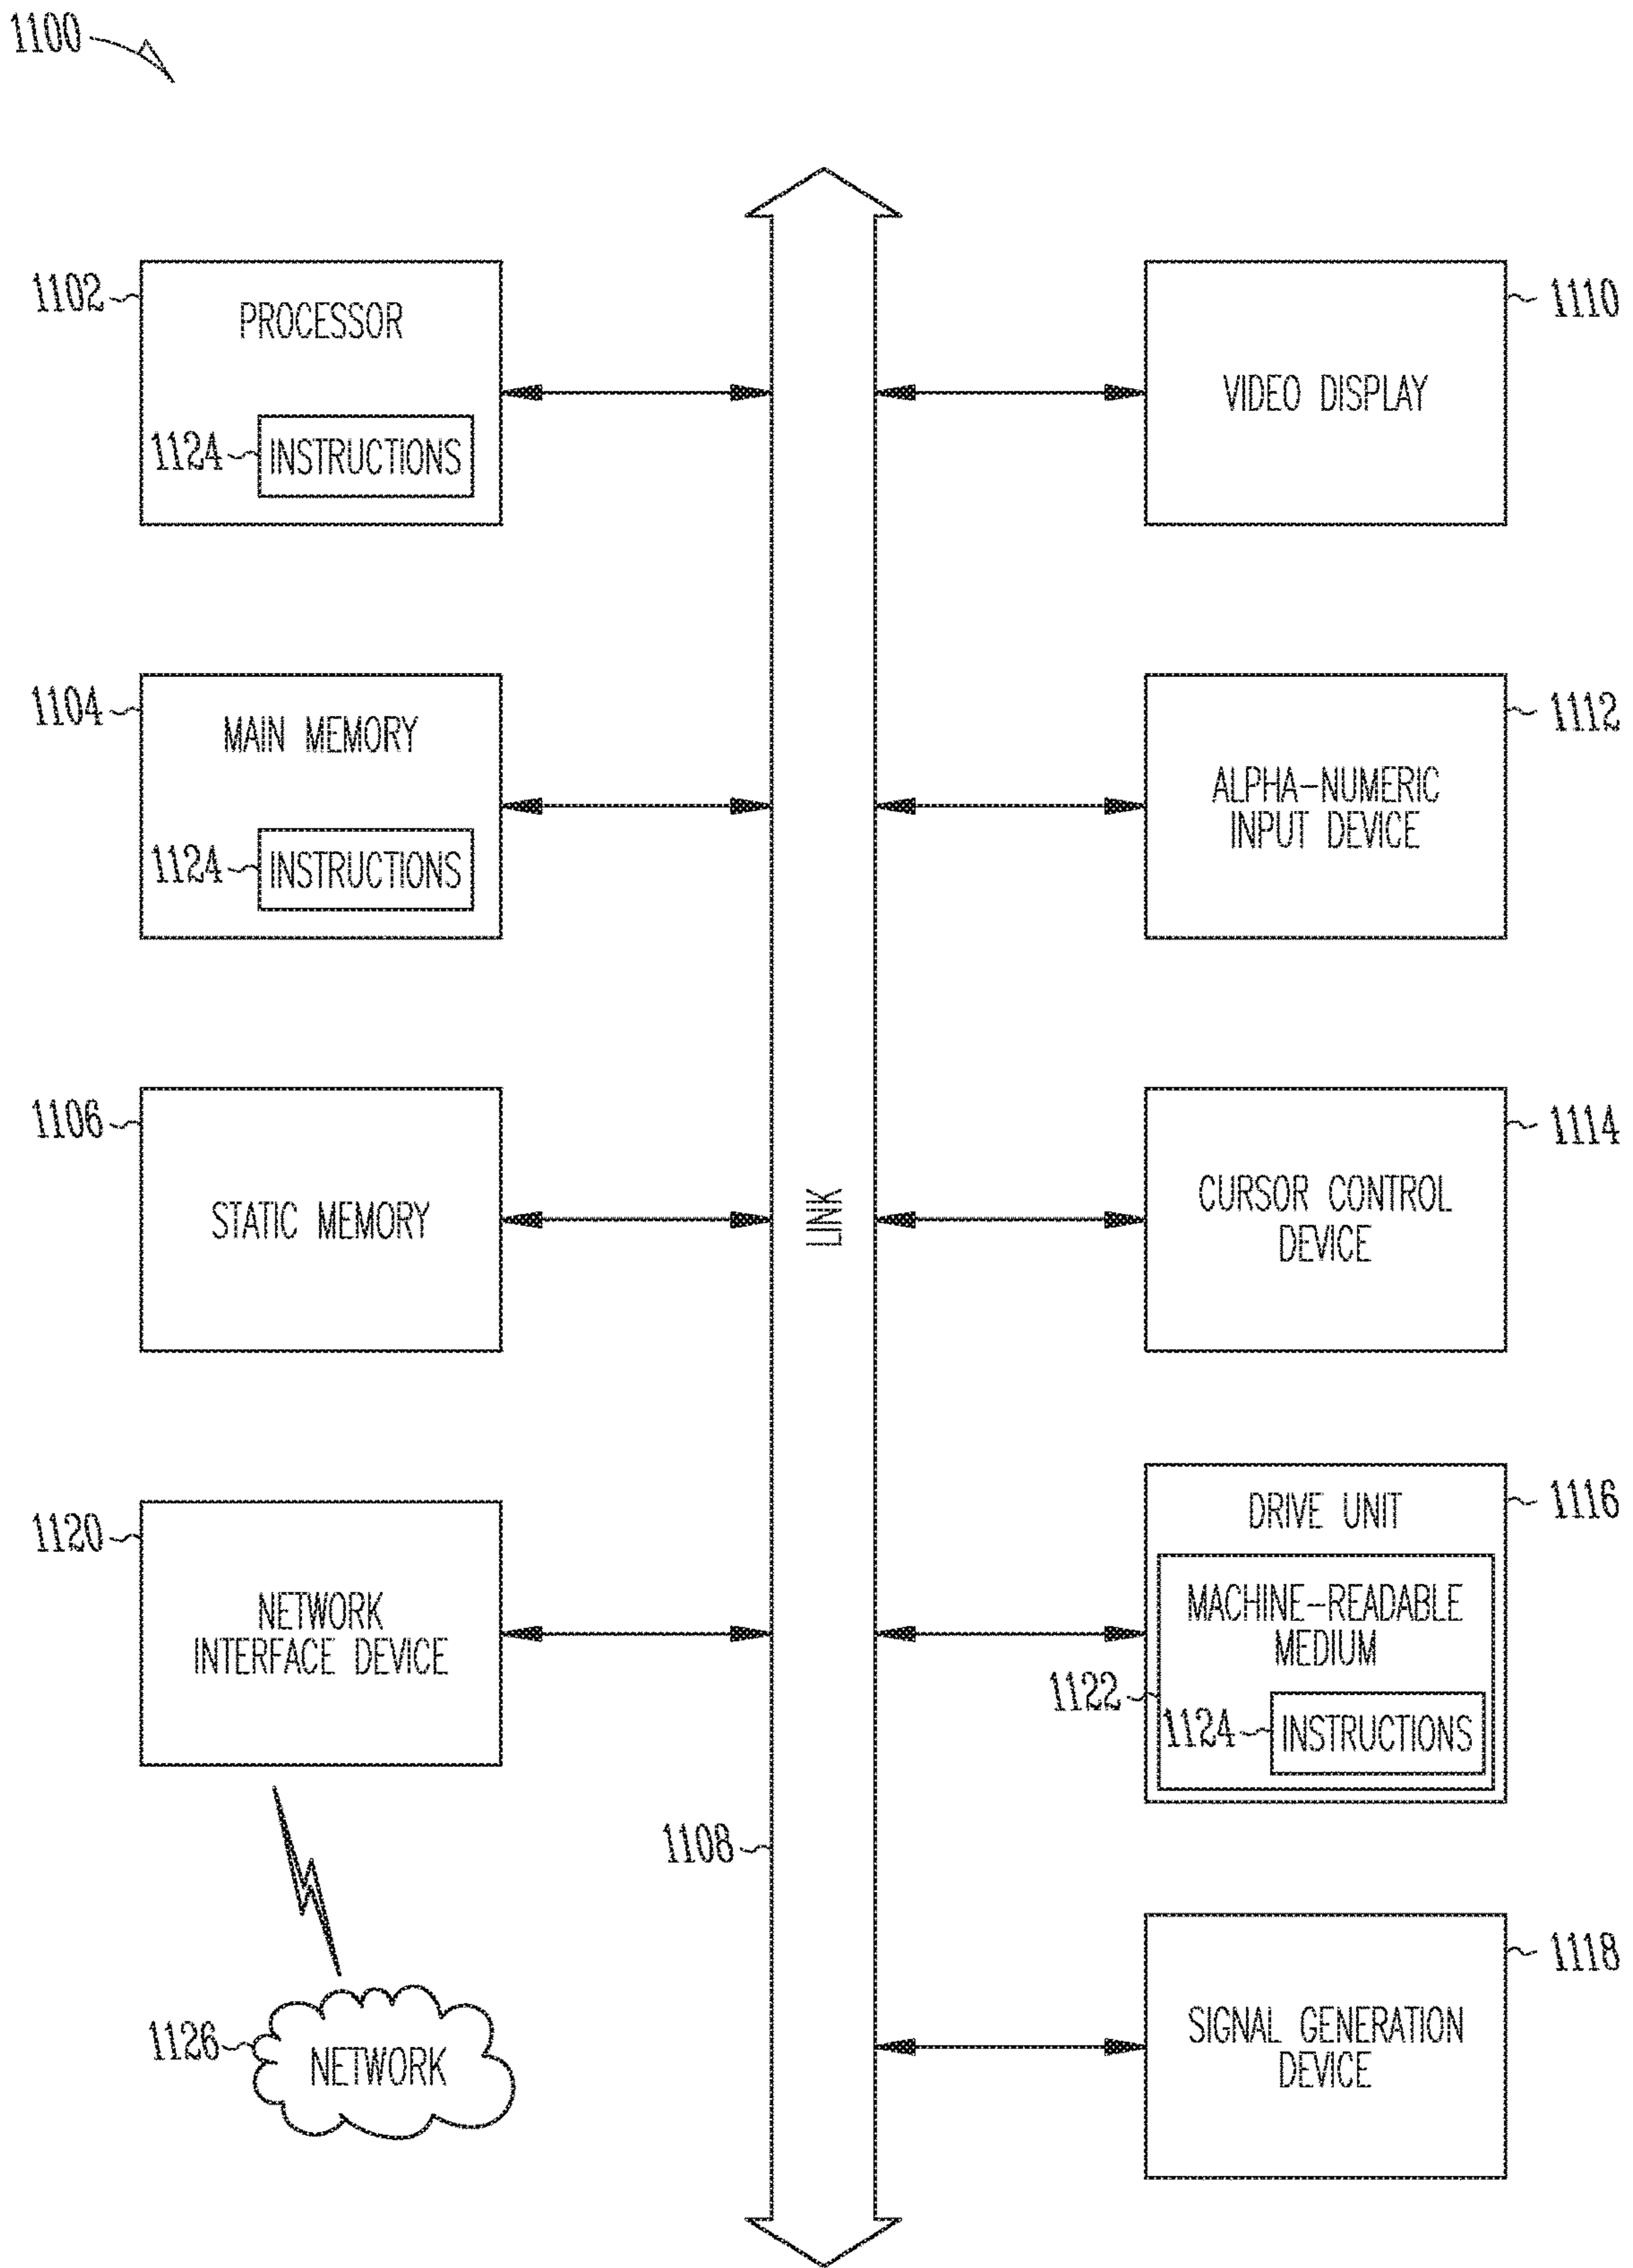 1100
1102
PROCESSOR
1124
INSTRUCTIONS
1110
VIDEO DISPLAY
1104
MAIN MEMORY
1124
INSTRUCTIONS
1112
ALPHA-NUMERIC
INPUT DEVICE
1106
STATIC MEMORY
LINK
1114
CURSOR CONTROL
DEVICE
1120
NETWORK
INTERFACE DEVICE
1116
DRIVE UNIT
MACHINE-READABLE
MEDIUM
1122
1124
INSTRUCTIONS
1108
1126
NETWORK
1118
SIGNAL GENERATION
DEVICE